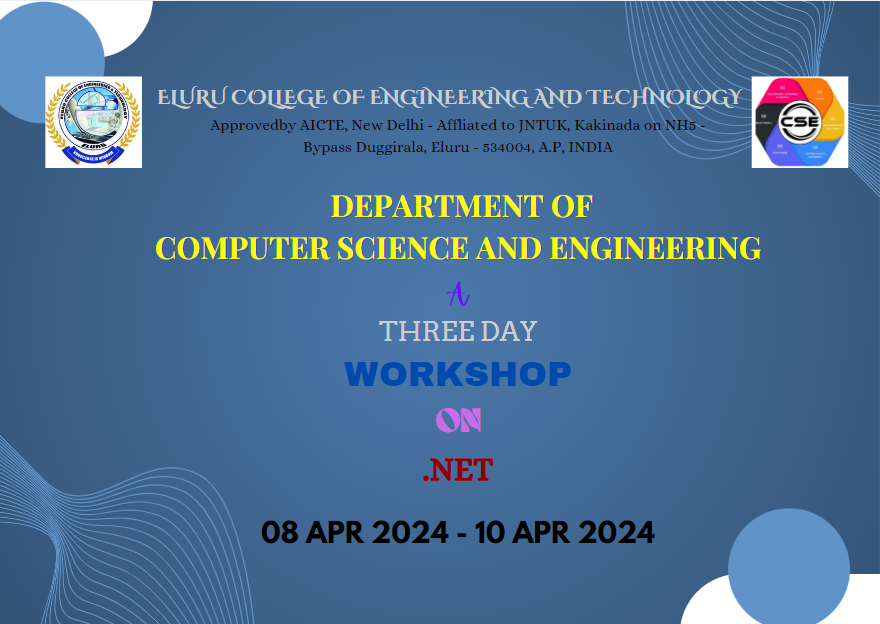 ELURU COLLEGE OF ENGINEERING AND TECHNOLOGY
Approvedby AICTE, New Delhi - Affliated to JNTUK, Kakinada on NH5 -
Bypass Duggirala, Eluru - 534004, A.P, INDIA
DEPARTMENT OF
COMPUTER SCIENCE AND ENGINEERING
A
THREE DAY
WORKSHOP
ON
.NET
08 APR 2024 - 10 APR 2024
CSE
ELURU